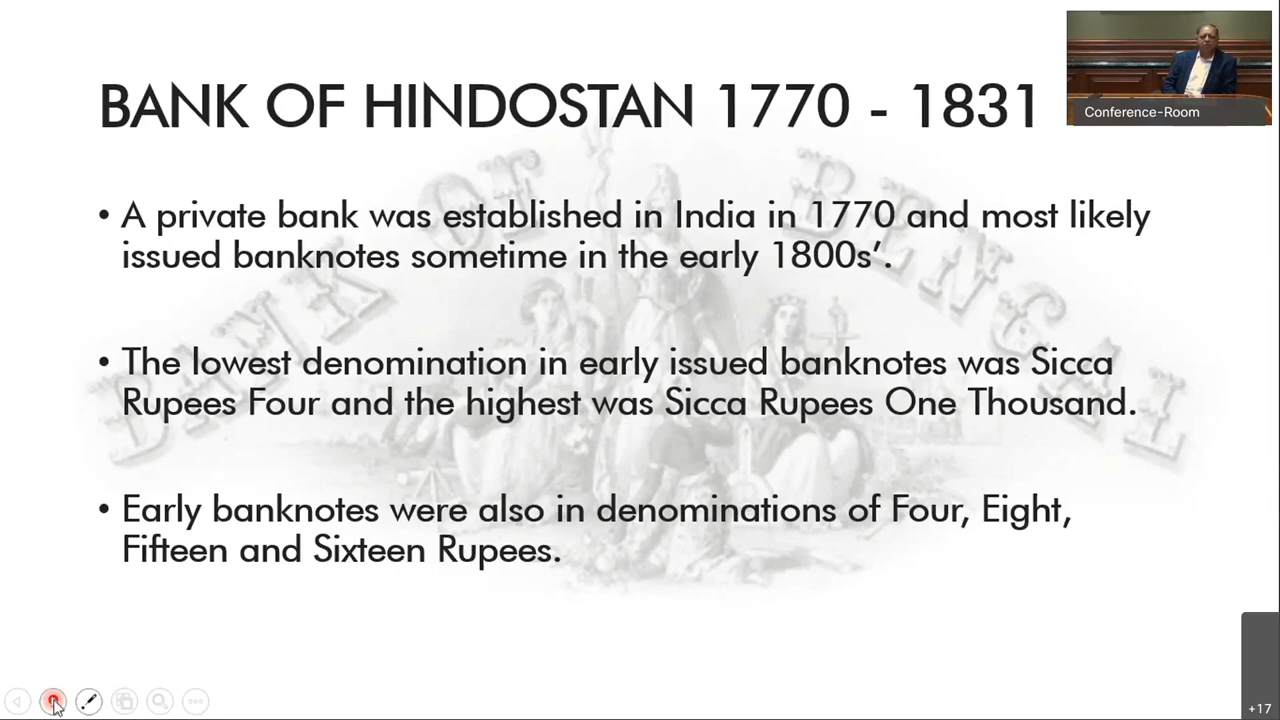 BANK OF HINDOSTAN 1770 - 1831
Conference-Room
• A private bank was established in India in 1770 and most likely
issued banknotes sometime in the early 1800s’.
• The lowest denomination in early issued banknotes was Sicca
Rupees Four and the highest was Sicca Rupees One Thousand.
• Early banknotes were also in denominations of Four, Eight,
Fifteen and Sixteen Rupees.
BANK OF BENGAL
+17